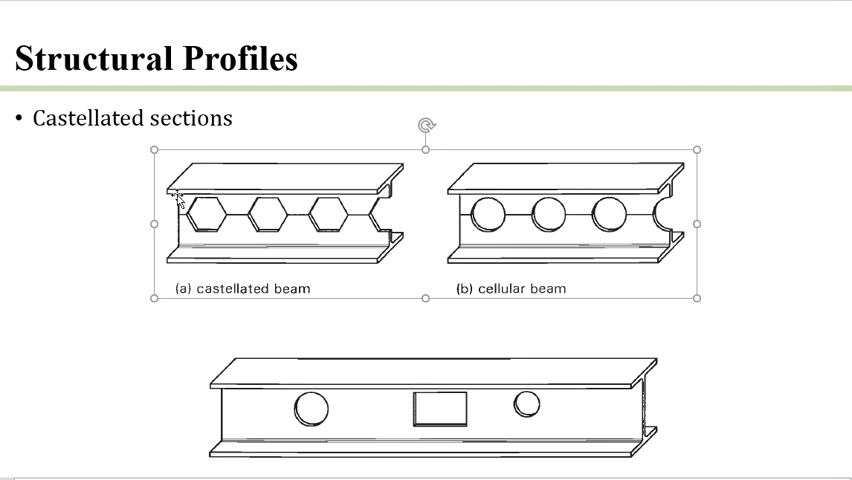 Structural Profiles
• Castellated sections
(a) castellated beam
(b) cellular beam